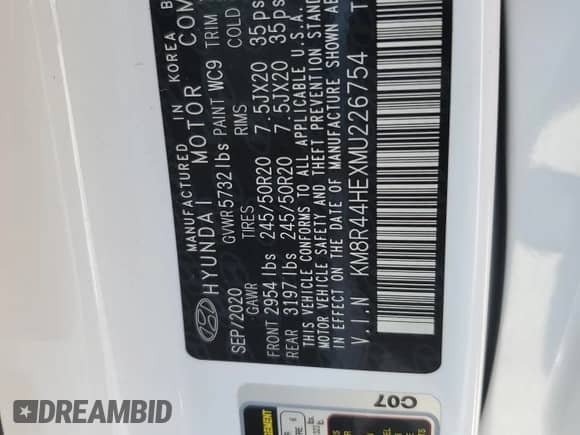 MANUFACTURED IN KOREA B
HYUNDAI MOTOR COM
SEP/2020 GVWR 5732 lbs PAINT WC9 TRIM
GAWR TIRES RIMS COLD
FRONT 2954 lbs 245/50R20 7.5JX20 35ps
REAR 3197 lbs 245/50R20 7.5JX20 35ps
THIS VEHICLE CONFORMS TO ALL APPLICABLE U.S.A.
MOTOR VEHICLE SAFETY AND THEFT PREVENTION STAND
IN EFFECT ON THE DATE OF MANUFACTURE SHOWN AB
V.I.N KM8R44HEXMU226754 T
C07
DREAMBID